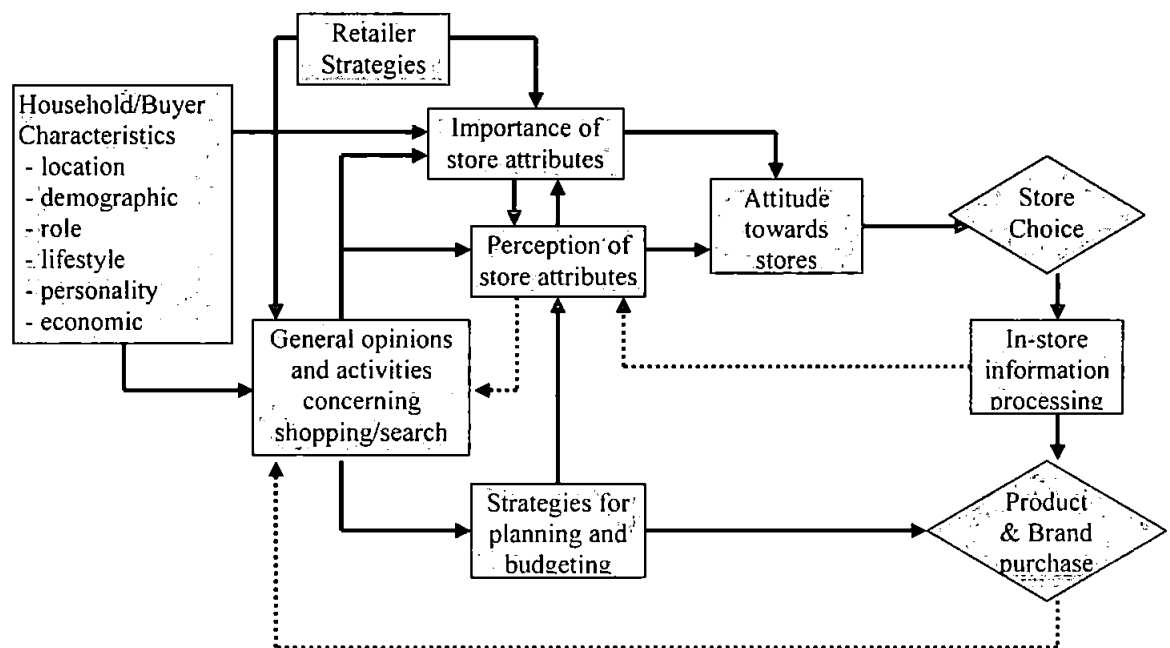 Retailer
Strategies
Household/Buyer
Characteristics
- location
- demographic
- role
- lifestyle
- personality
- economic
Importance of
store attributes
Perception of
store attributes
Attitude
towards
stores
Store
Choice
General opinions
and activities
concerning
shopping/search
In-store
information
processing
Strategies for
planning and
budgeting
Product
& Brand
purchase